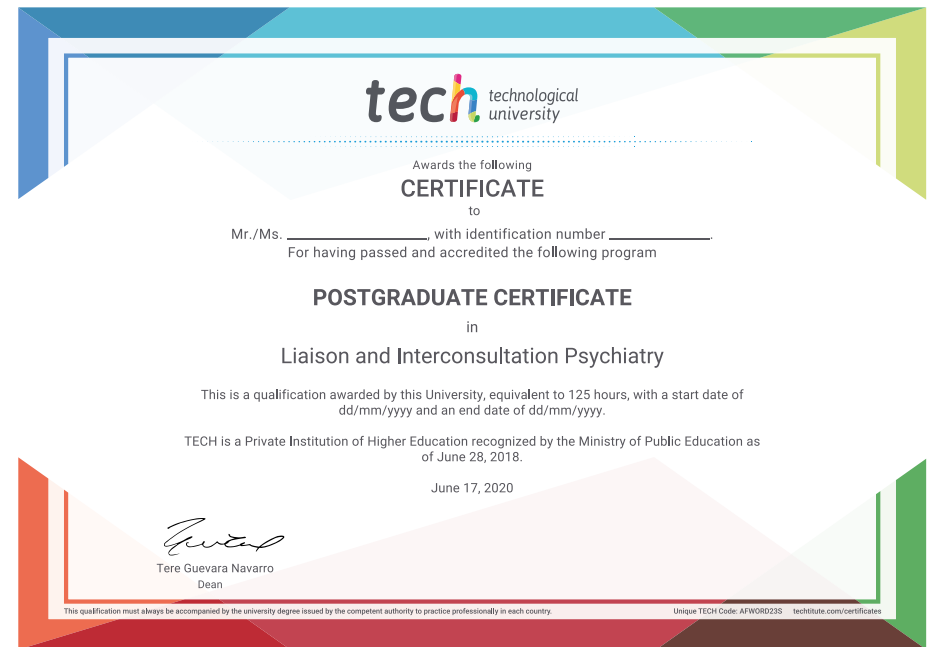 tech technological
university
Awards the following
CERTIFICATE
to
Mr./Ms. ____________________, with identification number ______________.
For having passed and accredited the following program
POSTGRADUATE CERTIFICATE
in
Liaison and Interconsultation Psychiatry
This is a qualification awarded by this University, equivalent to 125 hours, with a start date of
dd/mm/yyyy and an end date of dd/mm/yyyy.
TECH is a Private Institution of Higher Education recognized by the Ministry of Public Education as
of June 28, 2018.
June 17, 2020
Tere Guevara Navarro
Dean
This qualification must always be accompanied by the university degree issued by the competent authority to practice professionally in each country.
Unique TECH Code: AFWORD23S techtitute.com/certificates